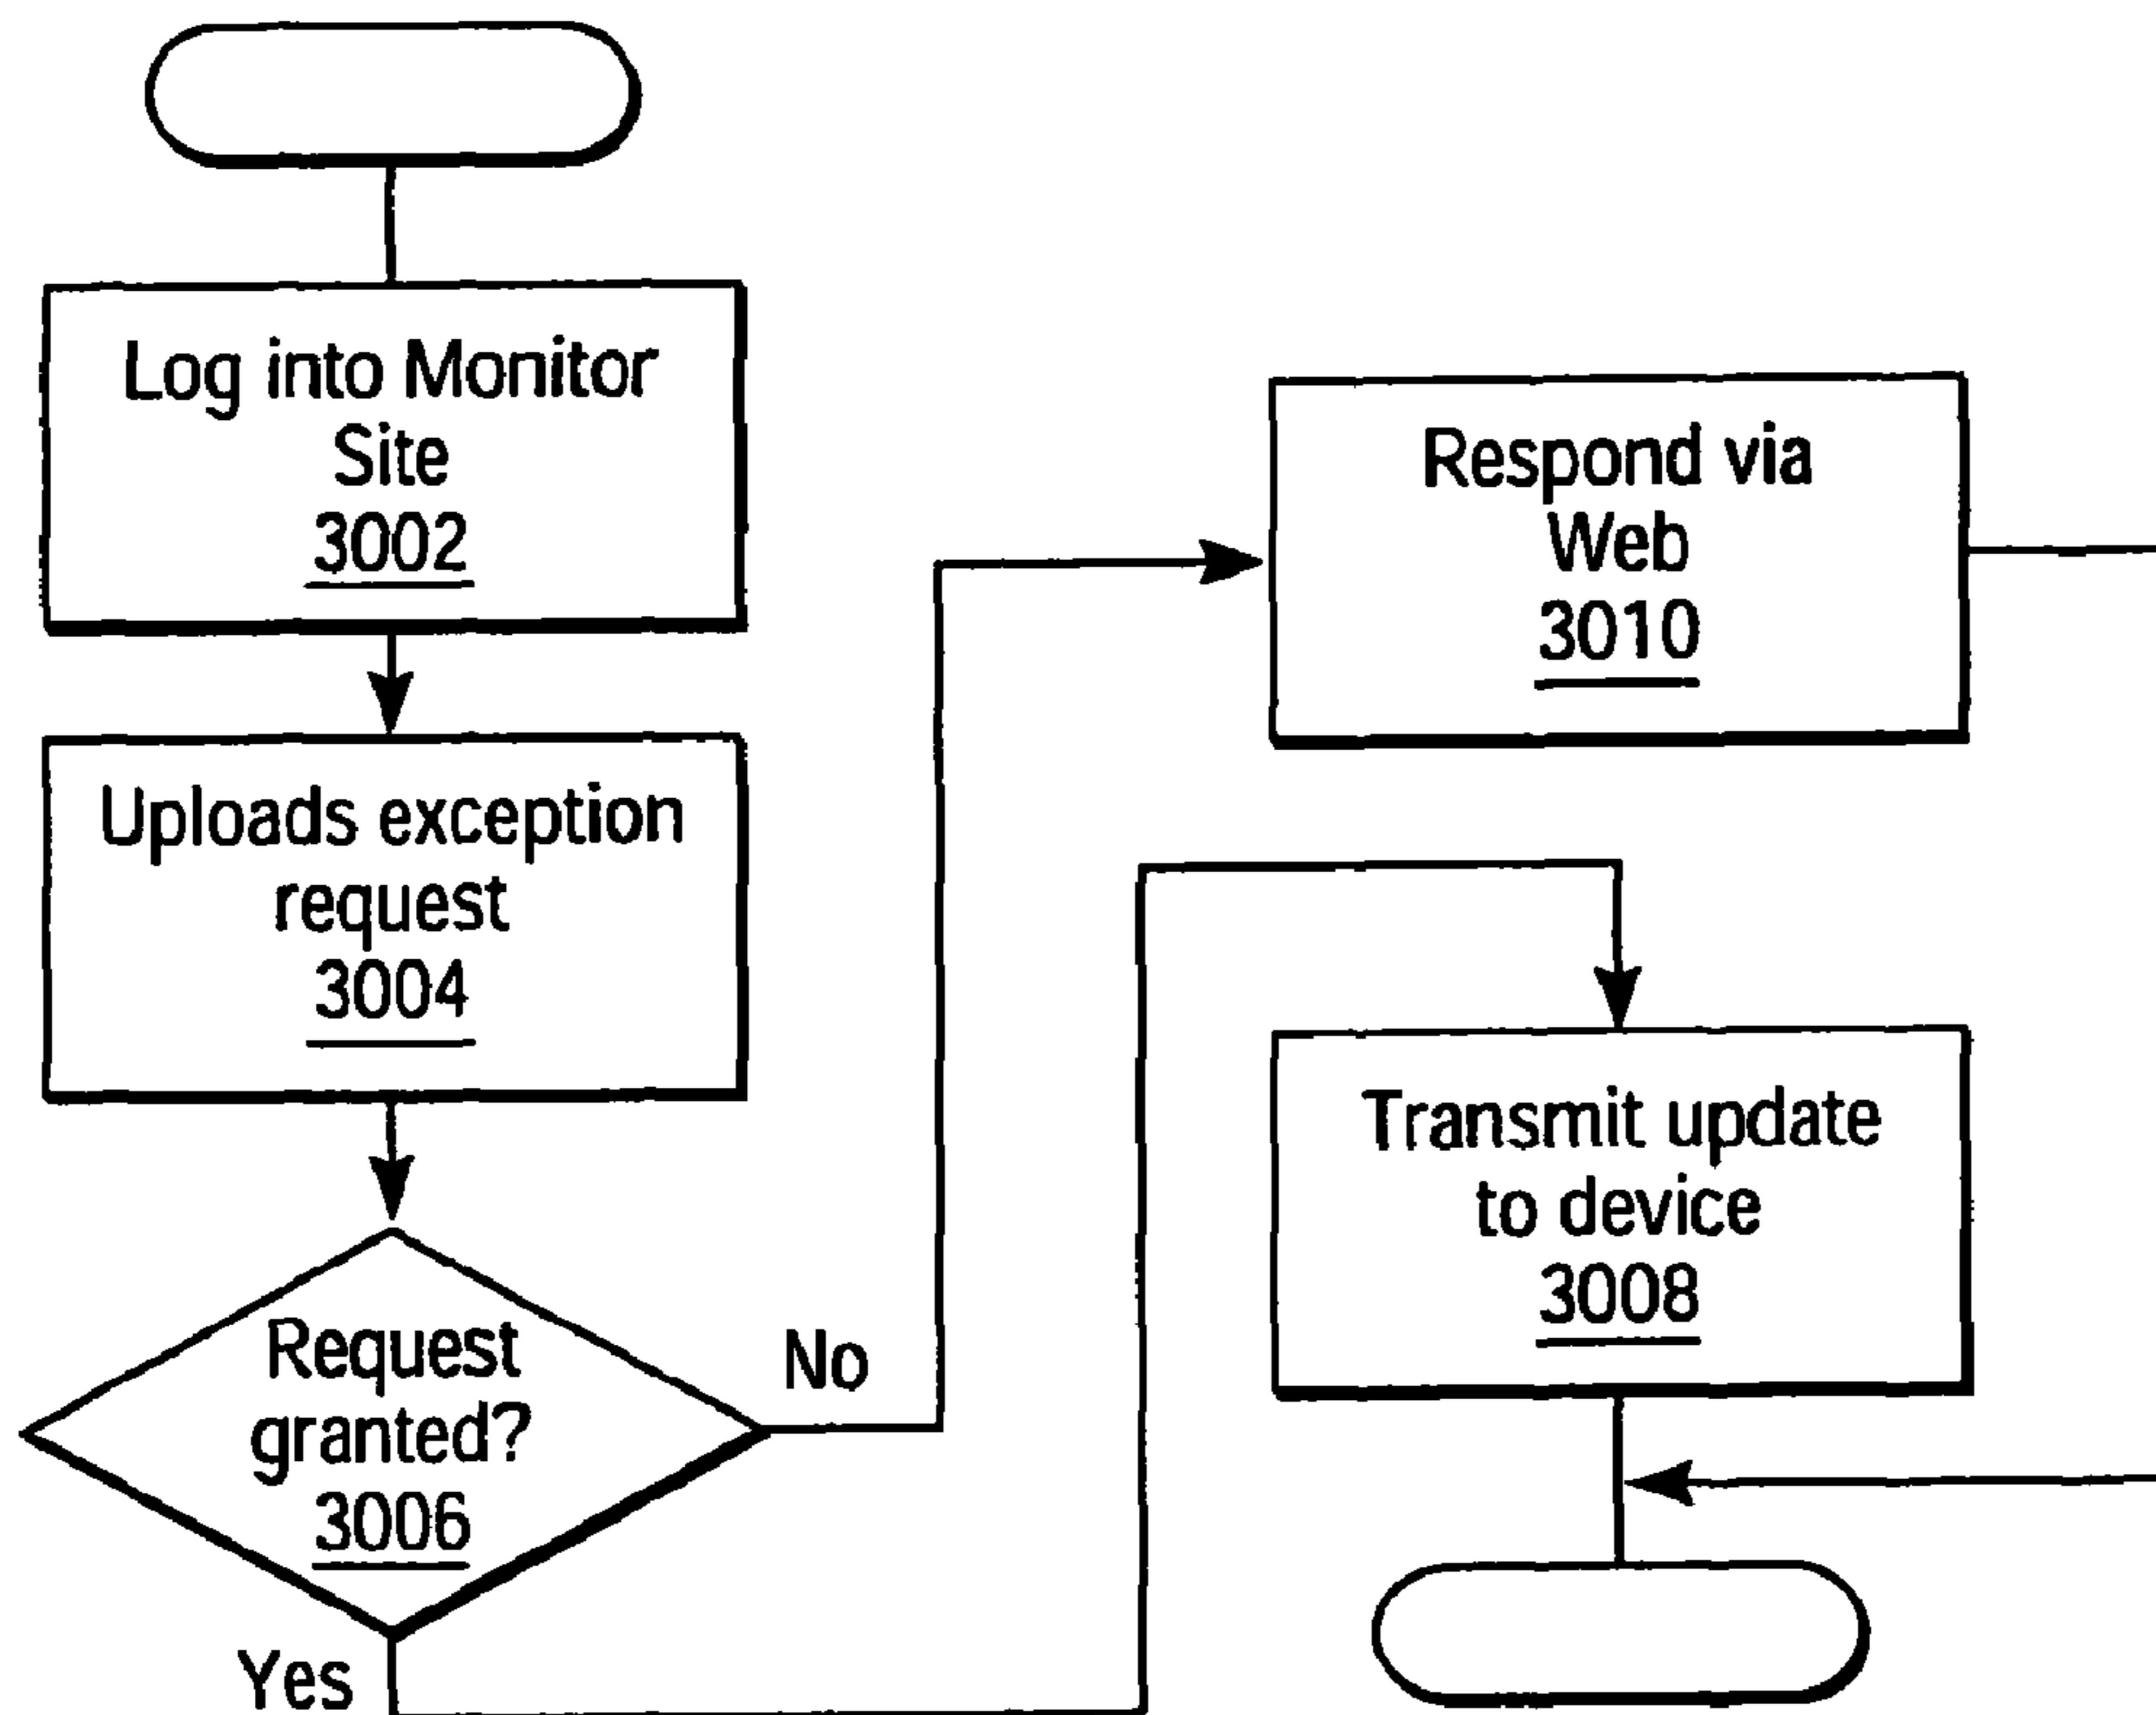 Log into Monitor
Site
3002
Uploads exception
request
3004
Request
granted?
3006
No
Yes
Respond via
Web
3010
Transmit update
to device
3008